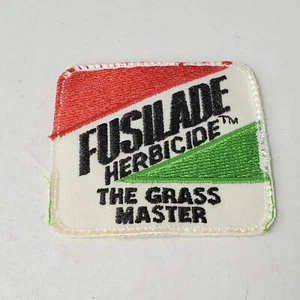 FUSILADE
HERBICIDE™
THE GRASS
MASTER